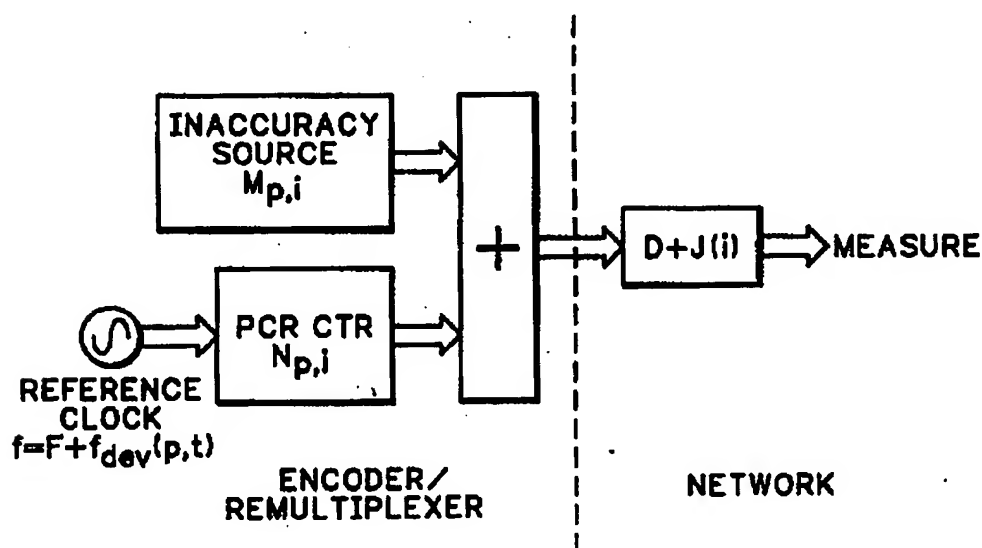 INACCURACY
SOURCE
Mp,i
+
D+J(i)
MEASURE
PCR CTR
Np,i
REFERENCE
CLOCK
f=F+fdev(p,t)
ENCODER/
REMULTIPLEXER
NETWORK